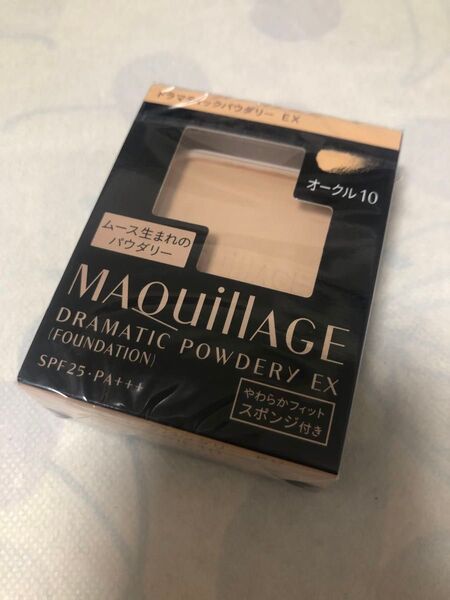 ドラマティックパウダリー EX
オークル10
ムース生まれの
パウダリー
MAQuillAGE
DRAMATIC POWDERY EX
(FOUNDATION)
SPF25・PA+++
やわらかフィット
スポンジ付き